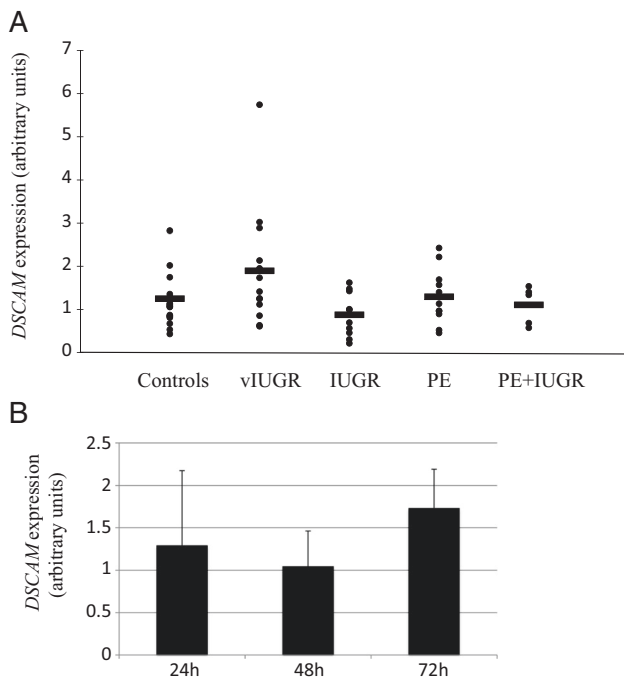 A
DSCAM expression (arbitrary units)
7
6
5
4
3
2
1
0
Controls vIUGR IUGR PE PE+IUGR
B
DSCAM expression
(arbitrary units)
2.5
2
1.5
1
0.5
0
24h 48h 72h